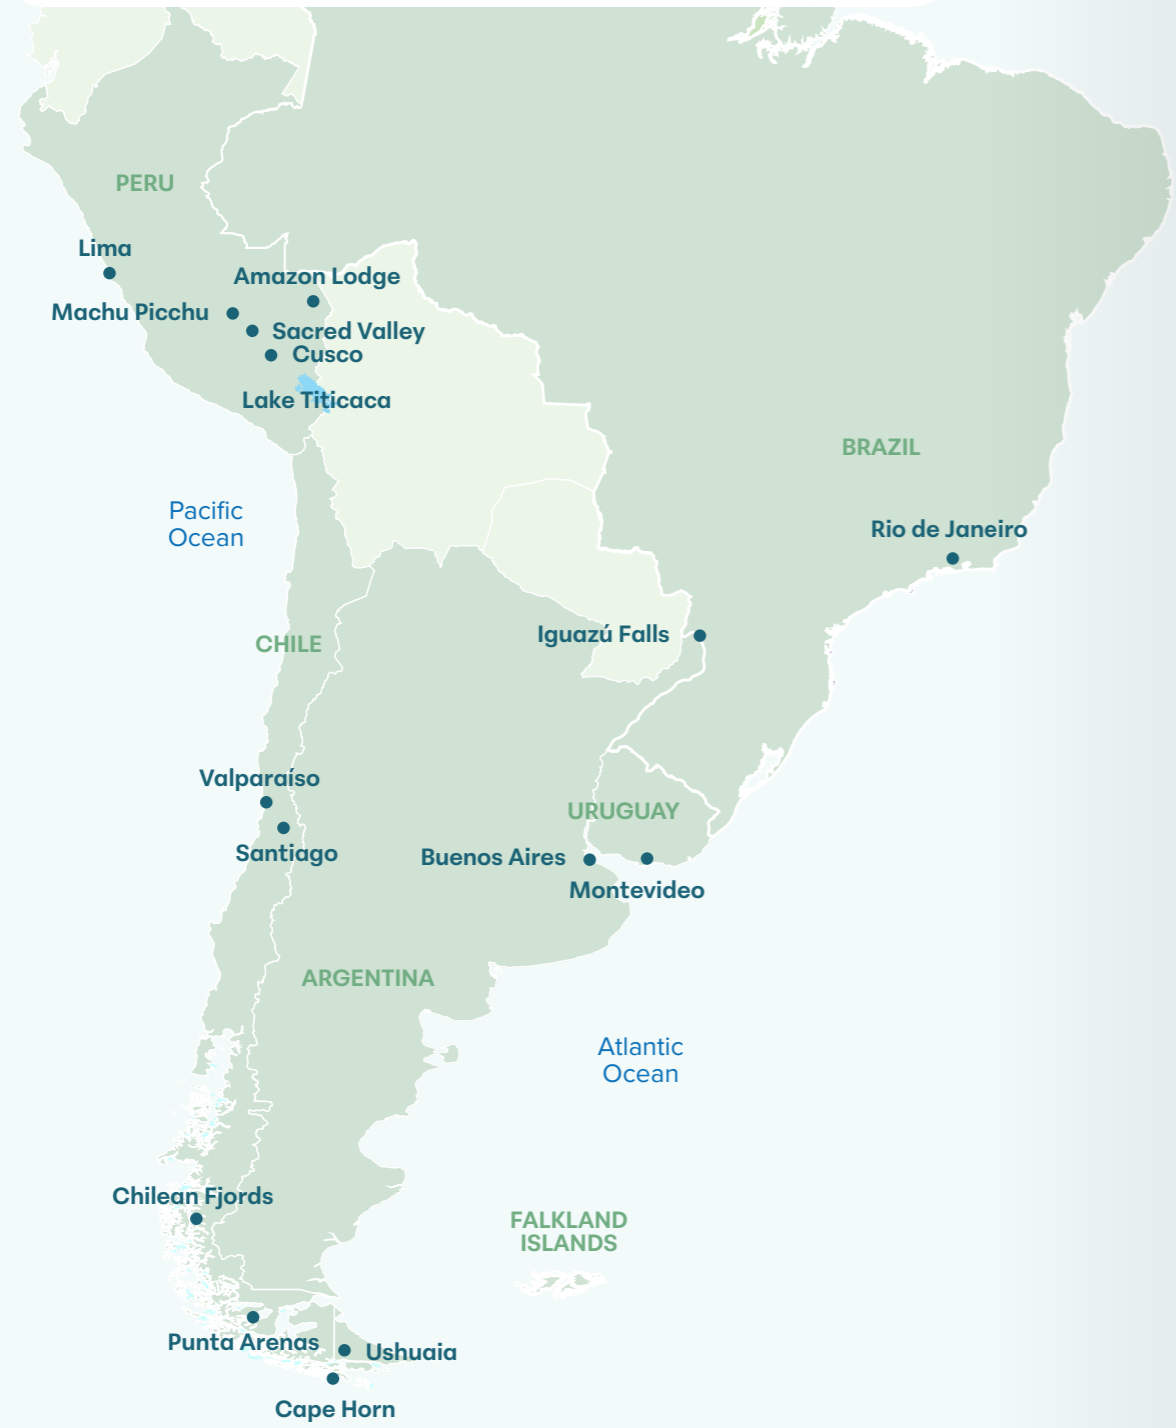 PERU
Lima
Amazon Lodge
Machu Picchu
Sacred Valley
Cusco
Lake Titicaca
BRAZIL
Pacific
Ocean
Rio de Janeiro
Iguazú Falls
CHILE
Valparaíso
URUGUAY
Santiago
Buenos Aires
Montevideo
ARGENTINA
Atlantic
Ocean
Chilean Fjords
FALKLAND
ISLANDS
Punta Arenas
Ushuaia
Cape Horn